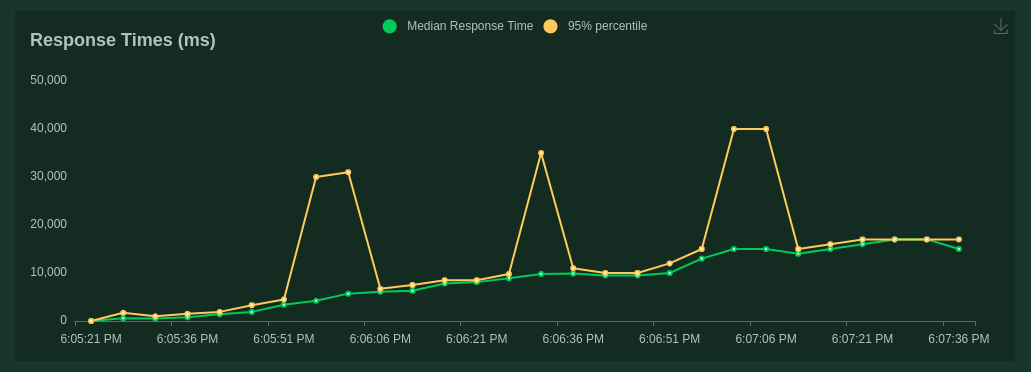 Median Response Time 95% percentile
Response Times (ms)
50,000
40,000
30,000
20,000
10,000
0
6:05:21 PM 6:05:36 PM 6:05:51 PM 6:06:06 PM 6:06:21 PM 6:06:36 PM 6:06:51 PM 6:07:06 PM 6:07:21 PM 6:07:36 PM